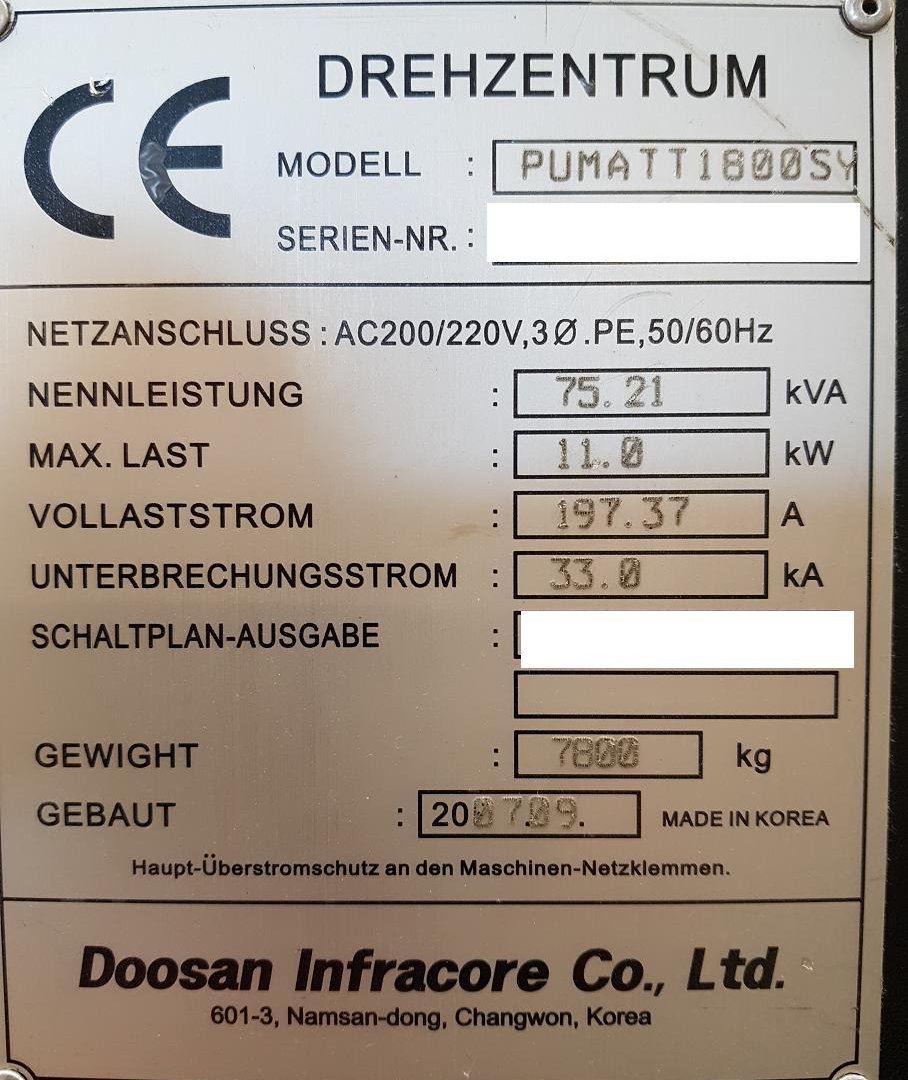 CE
DREHZENTRUM
MODELL : PUMATT1800SY
SERIEN-NR. :
NETZANSCHLUSS : AC200/220V,3Ø.PE,50/60Hz
NENNLEISTUNG : 75.21 kVA
MAX. LAST : 11.0 kW
VOLLASTSTROM : 197.37 A
UNTERBRECHUNGSSTROM : 33.0 kA
SCHALTPLAN-AUSGABE :
GEWIGHT : 7800 kg
GEBAUT : 2007.09. MADE IN KOREA
Haupt-Überstromschutz an den Maschinen-Netzklemmen.
Doosan Infracore Co., Ltd.
601-3, Namsan-dong, Changwon, Korea